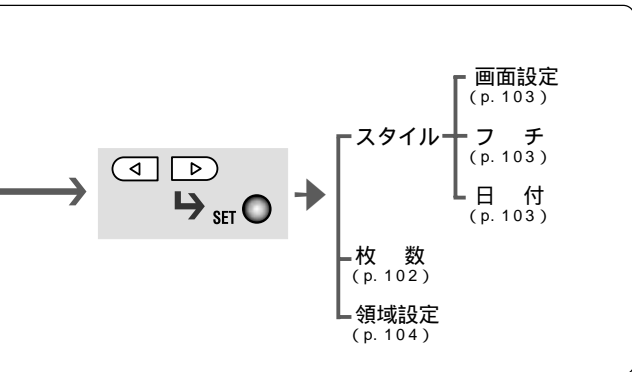 画面設定
(p.103)
スタイル
フ チ
(p.103)
日 付
(p.103)
SET
枚 数
(p.102)
領域設定
(p.104)